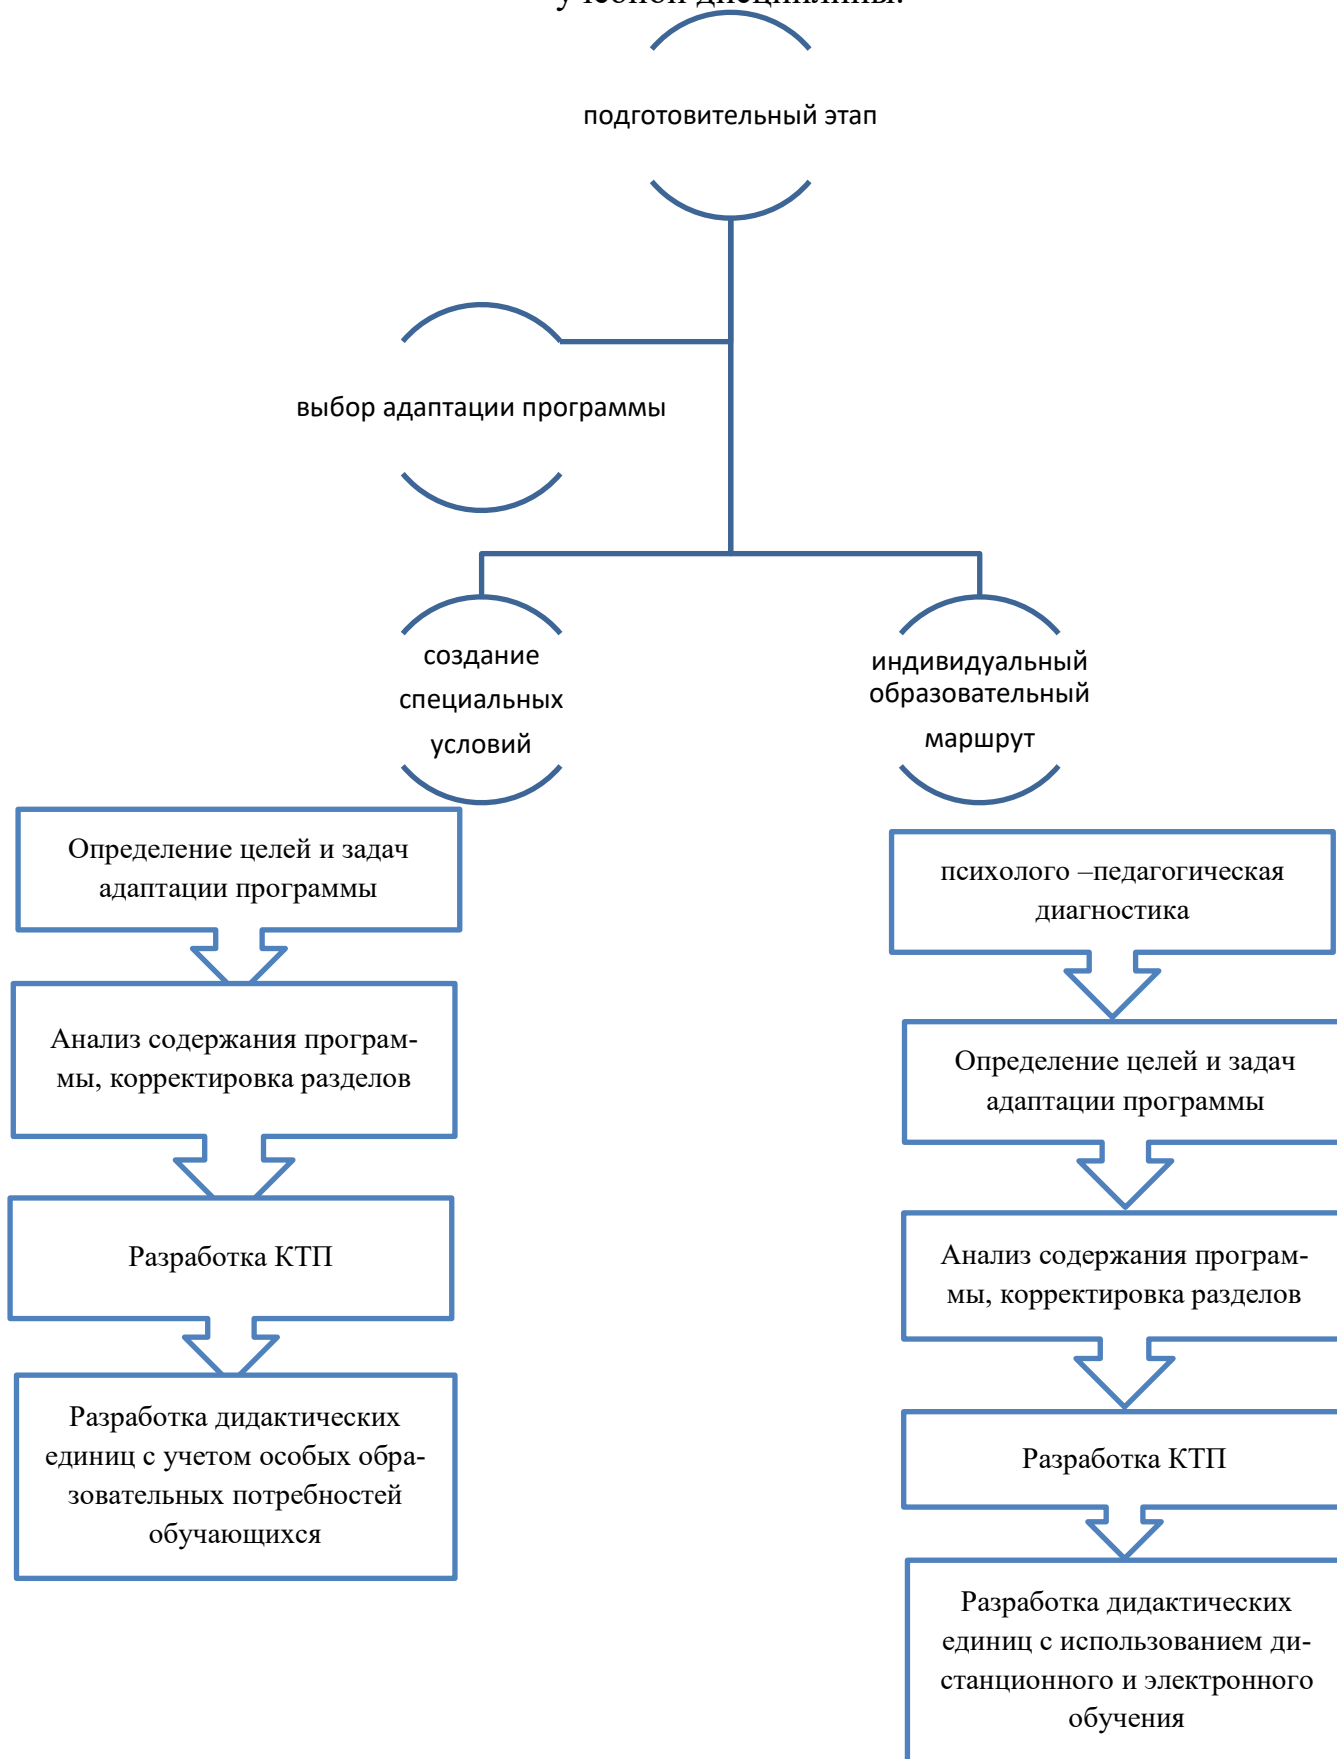 учебной дисциплины.
подготовительный этап
выбор адаптации программы
создание
специальных
условий
индивидуальный
образовательный
маршрут
Определение целей и задач
адаптации программы
Анализ содержания програм-
мы, корректировка разделов
Разработка КТП
Разработка дидактических
единиц с учетом особых обра-
зовательных потребностей
обучающихся
психолого –педагогическая
диагностика
Определение целей и задач
адаптации программы
Анализ содержания програм-
мы, корректировка разделов
Разработка КТП
Разработка дидактических
единиц с использованием ди-
станционного и электронного
обучения